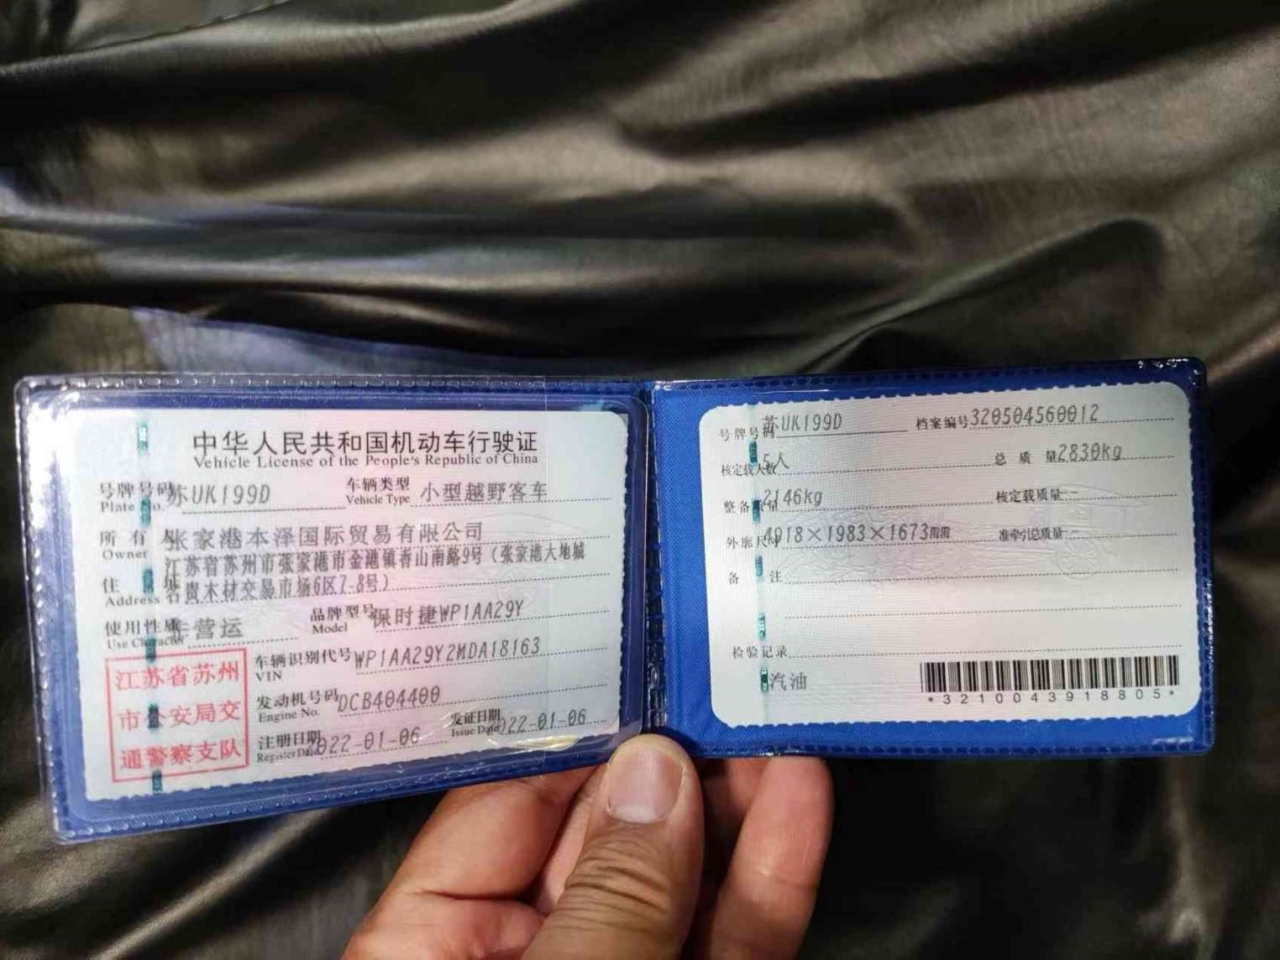 中华人民共和国机动车行驶证
Vehicle License of the People's Republic of China
号牌号码 苏UK199D 车辆类型 小型越野客车
Plate No. Vehicle Type
所有人 张家港本泽国际贸易有限公司
Owner
住址 江苏省苏州市张家港市金港镇香山南路9号(张家港大地城
Address 名贵木材交易市场6区7-8号)
使用性质 非营运 品牌型号 保时捷WP1AA29Y
Use Character Model
车辆识别代号 WP1AA29Y2MDA18163
VIN
发动机号码 DCB404400
Engine No.
注册日期 2022-01-06 发证日期 2022-01-06
Register Date Issue Date
江苏省苏州
市公安局交
通警察支队
号牌号码 苏UK199D 档案编号 320504560012
核定载人数 5人 总质量 2830kg
整备质量 2146kg 核定载质量 --
外廓尺寸 4918×1983×1673mm 准牵引总质量 --
备注
检验记录
汽油
*3210043918805*